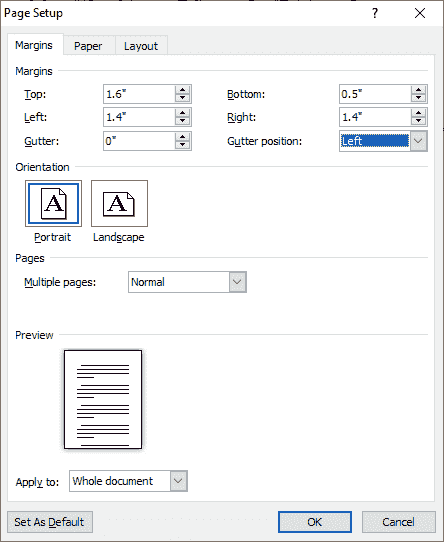 Page Setup ? ×
Margins Paper Layout
Margins
Top: 1.6" Bottom: 0.5"
Left: 1.4" Right: 1.4"
Gutter: 0" Gutter position: Left
Orientation
A A
Portrait Landscape
Pages
Multiple pages: Normal
Preview
Apply to: Whole document
Set As Default OK Cancel